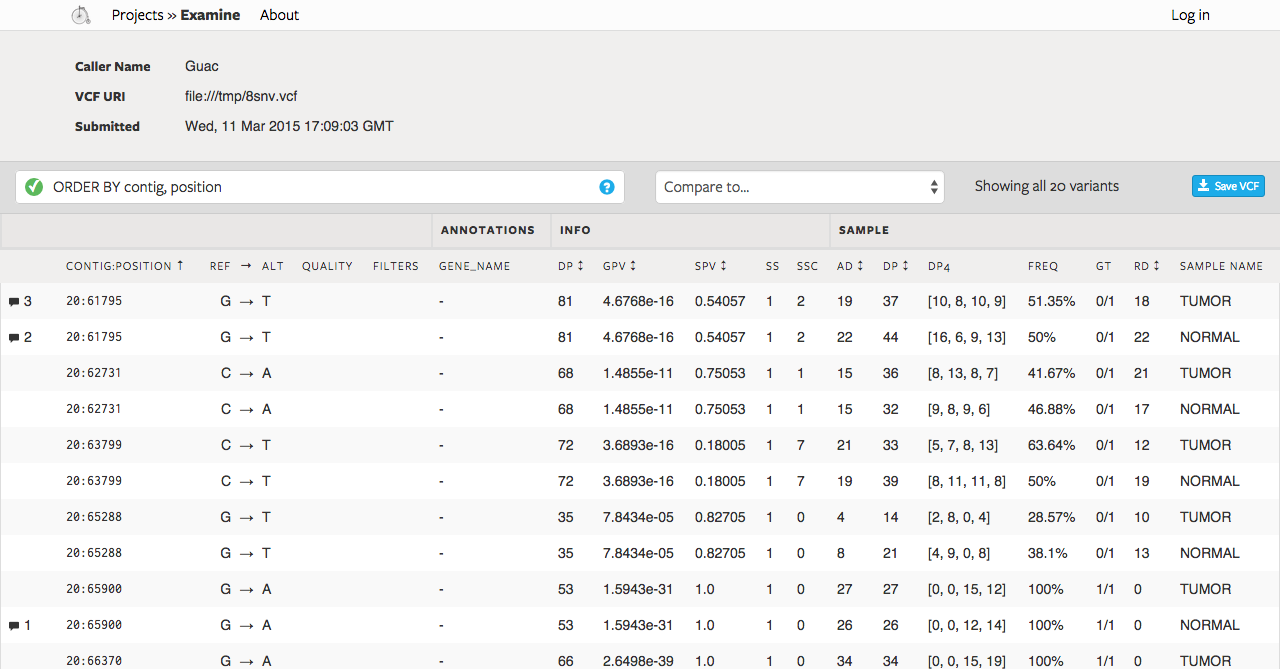 Projects » Examine About Log in
Caller Name Guac
VCF URI file:///tmp/8snv.vcf
Submitted Wed, 11 Mar 2015 17:09:03 GMT
ORDER BY contig, position ? Compare to... Showing all 20 variants Save VCF
ANNOTATIONS INFO SAMPLE
CONTIG:POSITION ↑ REF → ALT QUALITY FILTERS GENE_NAME DP ↕ GPV ↕ SPV ↕ SS SSC AD ↕ DP ↕ DP4 FREQ GT RD ↕ SAMPLE NAME
3 20:61795 G → T - 81 4.6768e-16 0.54057 1 2 19 37 [10, 8, 10, 9] 51.35% 0/1 18 TUMOR
2 20:61795 G → T - 81 4.6768e-16 0.54057 1 2 22 44 [16, 6, 9, 13] 50% 0/1 22 NORMAL
20:62731 C → A - 68 1.4855e-11 0.75053 1 1 15 36 [8, 13, 8, 7] 41.67% 0/1 21 TUMOR
20:62731 C → A - 68 1.4855e-11 0.75053 1 1 15 32 [9, 8, 9, 6] 46.88% 0/1 17 NORMAL
20:63799 C → T - 72 3.6893e-16 0.18005 1 7 21 33 [5, 7, 8, 13] 63.64% 0/1 12 TUMOR
20:63799 C → T - 72 3.6893e-16 0.18005 1 7 19 39 [8, 11, 11, 8] 50% 0/1 19 NORMAL
20:65288 G → T - 35 7.8434e-05 0.82705 1 0 4 14 [2, 8, 0, 4] 28.57% 0/1 10 TUMOR
20:65288 G → T - 35 7.8434e-05 0.82705 1 0 8 21 [4, 9, 0, 8] 38.1% 0/1 13 NORMAL
20:65900 G → A - 53 1.5943e-31 1.0 1 0 27 27 [0, 0, 15, 12] 100% 1/1 0 TUMOR
1 20:65900 G → A - 53 1.5943e-31 1.0 1 0 26 26 [0, 0, 12, 14] 100% 1/1 0 NORMAL
20:66370 G → A - 66 2.6498e-39 1.0 1 0 34 34 [0, 0, 15, 19] 100% 1/1 0 TUMOR